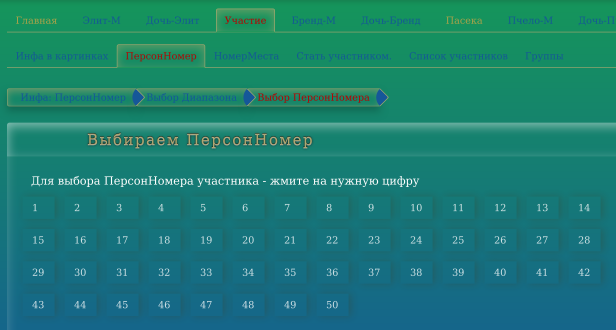 Главная Элит-М Дочь-Элит Участие Бренд-М Дочь-Бранд Пасека Пчело-М Дочь-П
Инфа в картинках ПерсонНомер НомерМеста Стать участником. Список участников Группы
Инфа: ПерсонНомер Выбор Диапазона Выбор ПерсонНомера
Выбираем ПерсонНомер
Для выбора ПерсонНомера участника - жмите на нужную цифру
1 2 3 4 5 6 7 8 9 10 11 12 13 14
15 16 17 18 19 20 21 22 23 24 25 26 27 28
29 30 31 32 33 34 35 36 37 38 39 40 41 42
43 44 45 46 47 48 49 50